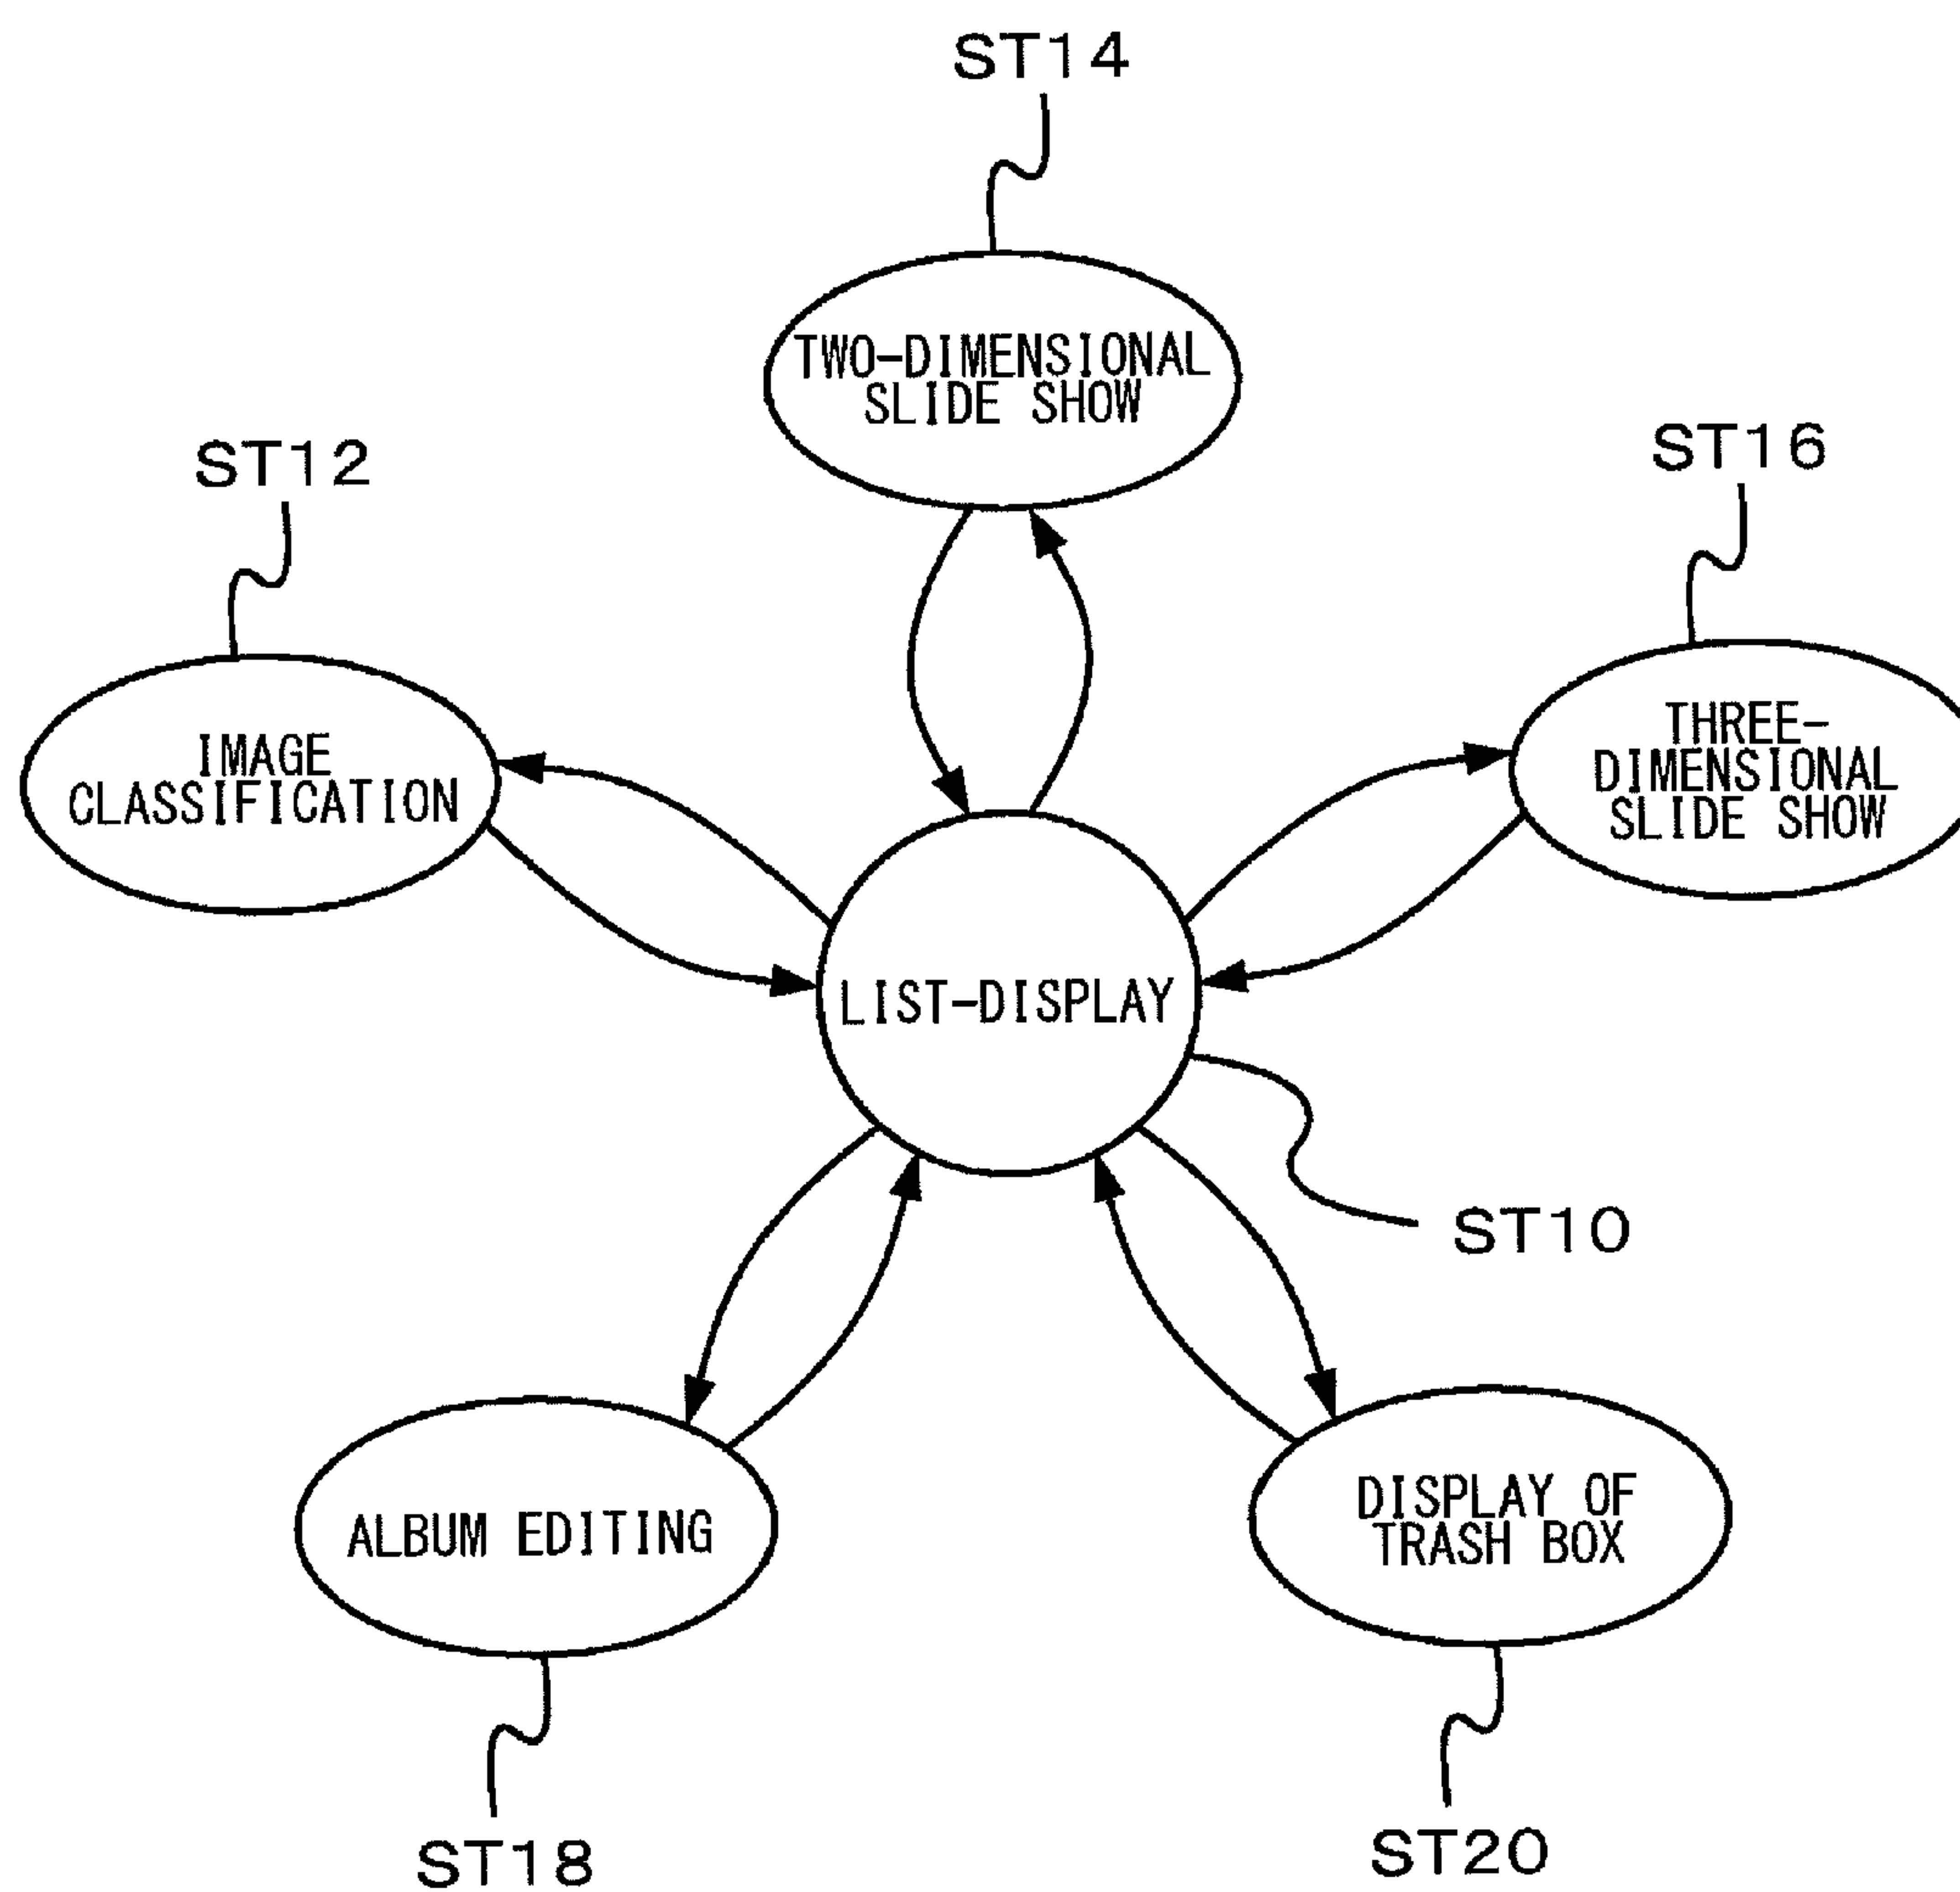 ST14
TWO-DIMENSIONAL
SLIDE SHOW
ST12
ST16
IMAGE
CLASSIFICATION
THREE-
DIMENSIONAL
SLIDE SHOW
LIST-DISPLAY
ST10
ALBUM EDITING
DISPLAY OF
TRASH BOX
ST18
ST20